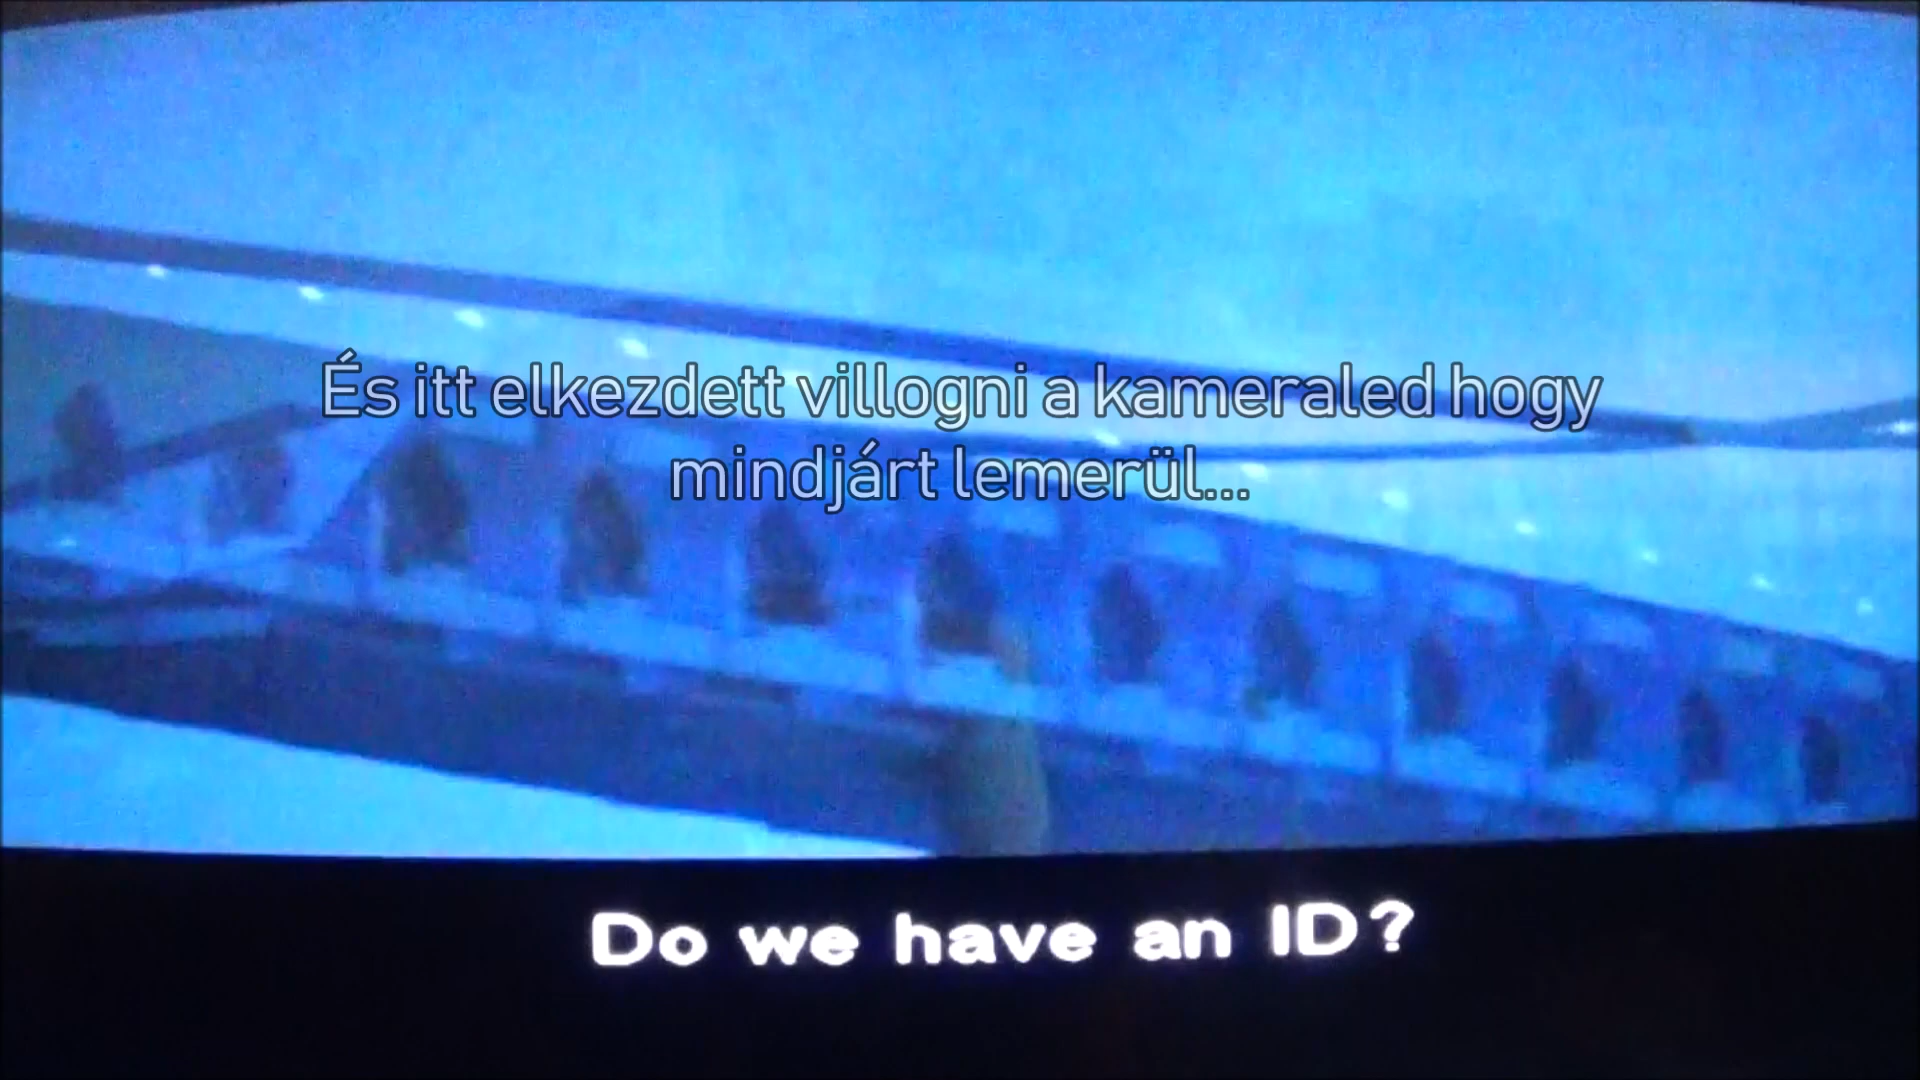 És itt elkezdett villogni a kameraled hogy
mindjárt lemerül...
Do we have an ID?